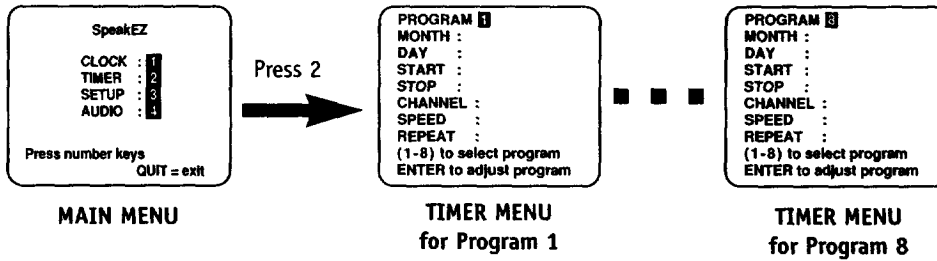 SpeakEZ
CLOCK : 1
TIMER : 2
SETUP : 3
AUDIO : 4
Press number keys
QUIT = exit
MAIN MENU
Press 2
PROGRAM 1
MONTH :
DAY :
START :
STOP :
CHANNEL :
SPEED :
REPEAT :
(1-8) to select program
ENTER to adjust program
TIMER MENU
for Program 1
PROGRAM 8
MONTH :
DAY :
START :
STOP :
CHANNEL :
SPEED :
REPEAT :
(1-8) to select program
ENTER to adjust program
TIMER MENU
for Program 8